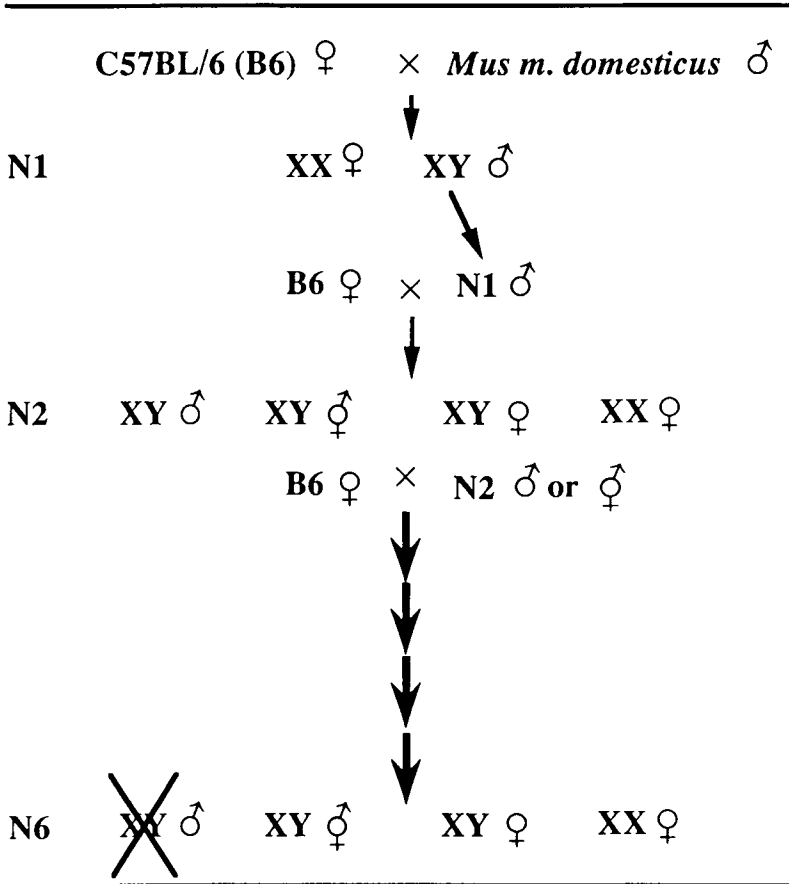 C57BL/6 (B6) ♀ × Mus m. domesticus ♂
N1 XX ♀ XY ♂
B6 ♀ × N1 ♂
N2 XY ♂ XY ⚥ XY ♀ XX ♀
B6 ♀ × N2 ♂ or ⚥
N6 XY ♂ XY ⚥ XY ♀ XX ♀